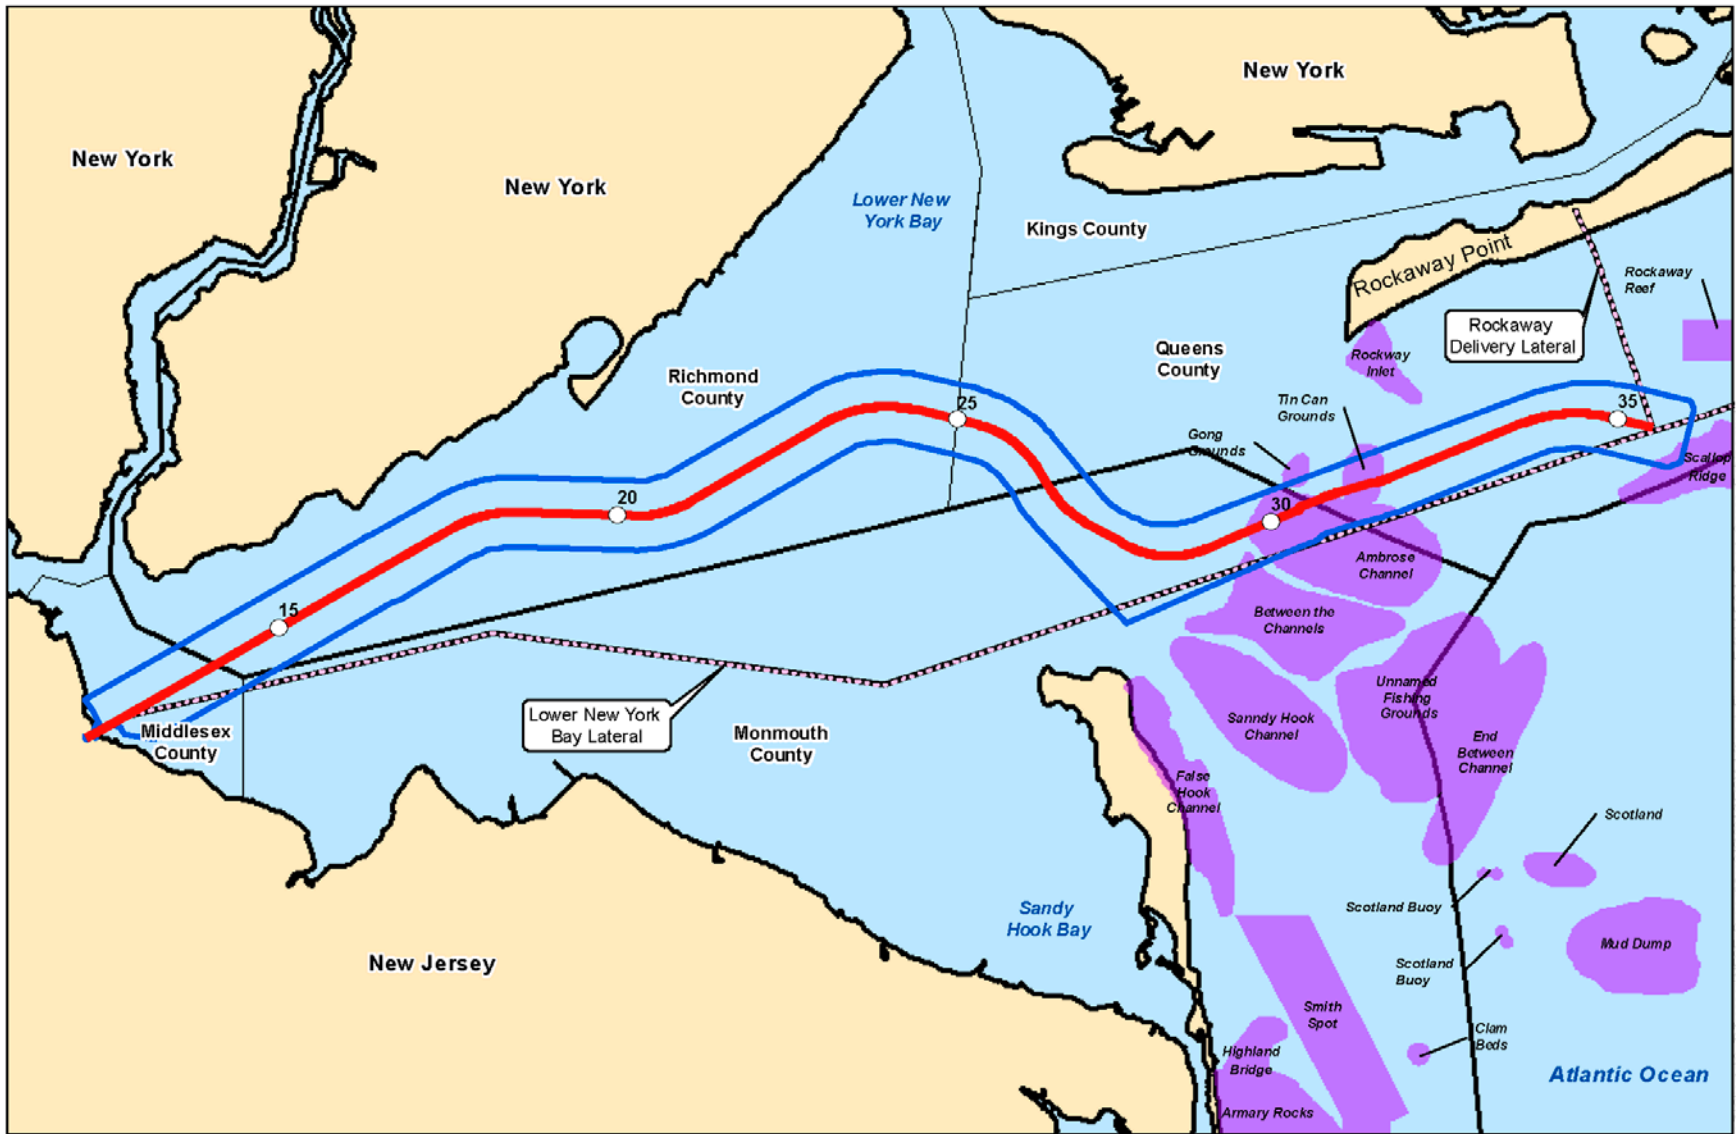 New York
New York
New York
Lower New
York Bay
Kings County
Rockaway Point
Rockaway
Reef
Rockaway
Delivery Lateral
Queens
County
Rockway
Inlet
Richmond
County
Tin Can
Grounds
25
35
Gong
Grounds
Scallop
Ridge
20
30
Ambrose
Channel
15
Between the
Channels
Unnamed
Fishing
Grounds
Lower New York
Bay Lateral
Middlesex
County
Monmouth
County
Sanndy Hook
Channel
End
Between
Channel
False
Hook
Channel
Scotland
Scotland Buoy
Sandy
Hook Bay
Mud Dump
New Jersey
Scotland
Buoy
Smith
Spot
Clam
Beds
Highland
Bridge
Atlantic Ocean
Armary Rocks